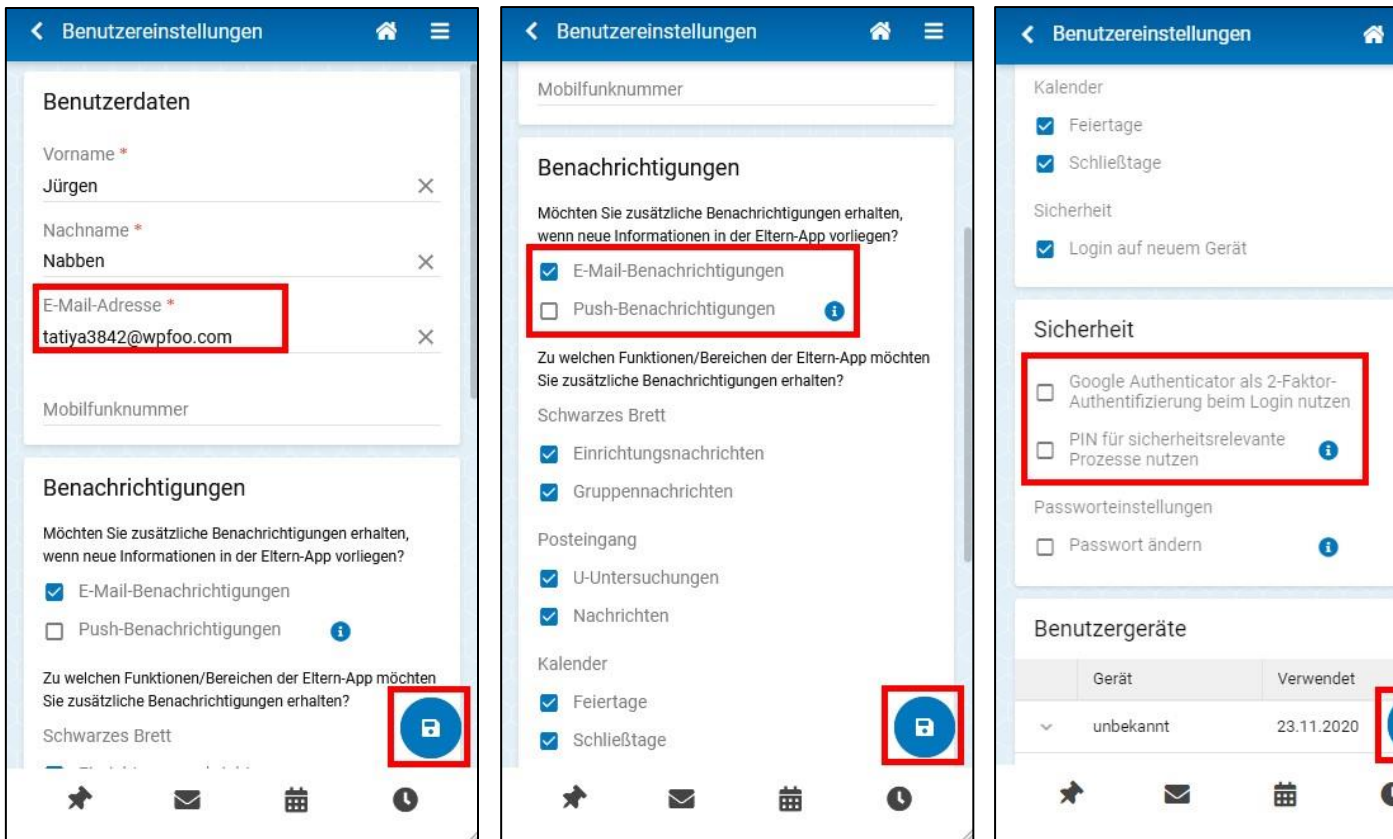 Benutzereinstellungen
Benutzerdaten
Vorname *
Jürgen
Nachname *
Nabben
E-Mail-Adresse *
tatiya3842@wpfoo.com
Mobilfunknummer
Benachrichtigungen
Möchten Sie zusätzliche Benachrichtigungen erhalten,
wenn neue Informationen in der Eltern-App vorliegen?
E-Mail-Benachrichtigungen
Push-Benachrichtigungen
Zu welchen Funktionen/Bereichen der Eltern-App möchten
Sie zusätzliche Benachrichtigungen erhalten?
Schwarzes Brett
Benutzereinstellungen
Mobilfunknummer
Benachrichtigungen
Möchten Sie zusätzliche Benachrichtigungen erhalten,
wenn neue Informationen in der Eltern-App vorliegen?
E-Mail-Benachrichtigungen
Push-Benachrichtigungen
Zu welchen Funktionen/Bereichen der Eltern-App möchten
Sie zusätzliche Benachrichtigungen erhalten?
Schwarzes Brett
Einrichtungsnachrichten
Gruppennachrichten
Posteingang
U-Untersuchungen
Nachrichten
Kalender
Feiertage
Schließtage
Benutzereinstellungen
Kalender
Feiertage
Schließtage
Sicherheit
Login auf neuem Gerät
Sicherheit
Google Authenticator als 2-Faktor-
Authentifizierung beim Login nutzen
PIN für sicherheitsrelevante
Prozesse nutzen
Passworteinstellungen
Passwort ändern
Benutzergeräte
Gerät Verwendet
unbekannt 23.11.2020